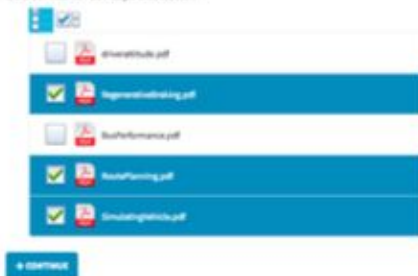 driverattitude.pdf
RegenerativeBraking.pdf
BusPerformance.pdf
RoutePlanning.pdf
SimulatingVehicle.pdf
+ CONTINUE